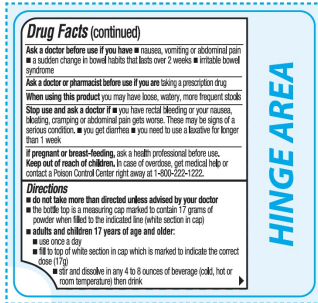 Drug Facts (continued)
Ask a doctor before use if you have ■ nausea, vomiting or abdominal pain
■ a sudden change in bowel habits that lasts over 2 weeks ■ irritable bowel
syndrome
Ask a doctor or pharmacist before use if you are taking a prescription drug
When using this product you may have loose, watery, more frequent stools
Stop use and ask a doctor if ■ you have rectal bleeding or your nausea,
bloating, cramping or abdominal pain gets worse. These may be signs of a
serious condition. ■ you get diarrhea ■ you need to use a laxative for longer
than 1 week
If pregnant or breast-feeding, ask a health professional before use.
Keep out of reach of children. In case of overdose, get medical help or
contact a Poison Control Center right away at 1-800-222-1222.
Directions
■ do not take more than directed unless advised by your doctor
■ the bottle top is a measuring cap marked to contain 17 grams of
powder when filled to the indicated line (white section in cap)
■ adults and children 17 years of age and older:
■ use once a day
■ fill to top of white section in cap which is marked to indicate the correct
dose (17g)
■ stir and dissolve in any 4 to 8 ounces of beverage (cold, hot or
room temperature) then drink
HINGE AREA